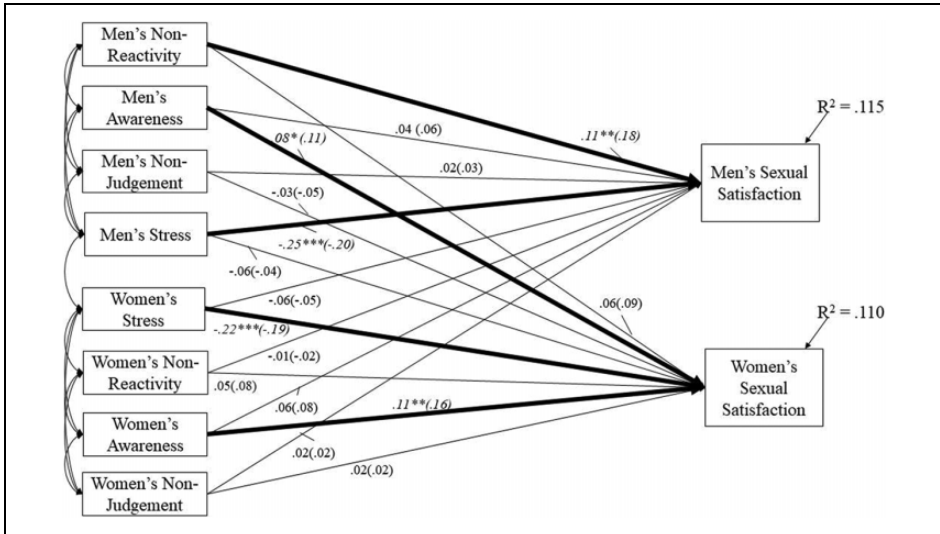 Men's Non-
Reactivity
Men's
Awareness
Men's Non-
Judgement
Men's Stress
Women's
Stress
Women's Non-
Reactivity
Women's
Awareness
Women's Non-
Judgement
.04 (.06)
.08* (.11)
.11**(.18)
.02(.03)
-.03(-.05)
-.25***(-.20)
-.06(-.04)
-.06(-.05)
.06(.09)
-.22***(-.19)
-.01(-.02)
.05(.08)
.06(.08)
.11**(.16)
.02(.02)
.02(.02)
R² = .115
Men's Sexual
Satisfaction
R² = .110
Women's
Sexual
Satisfaction